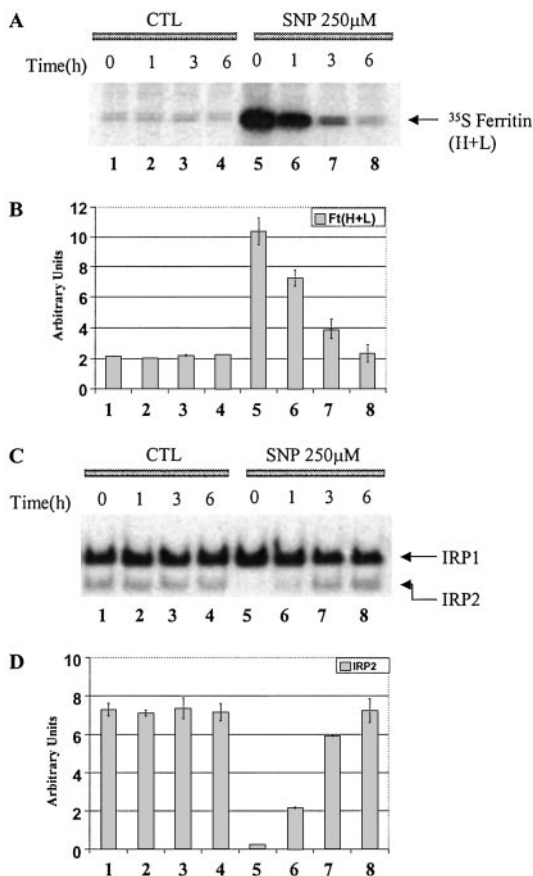 A
CTL SNP 250µM
Time(h) 0 1 3 6 0 1 3 6
³⁵S Ferritin
(H+L)
1 2 3 4 5 6 7 8
B
Ft(H+L)
Arbitrary Units
12
10
8
6
4
2
0
1 2 3 4 5 6 7 8
C
CTL SNP 250µM
Time(h) 0 1 3 6 0 1 3 6
IRP1
IRP2
1 2 3 4 5 6 7 8
D
IRP2
Arbitrary Units
10
8
6
4
2
0
1 2 3 4 5 6 7 8